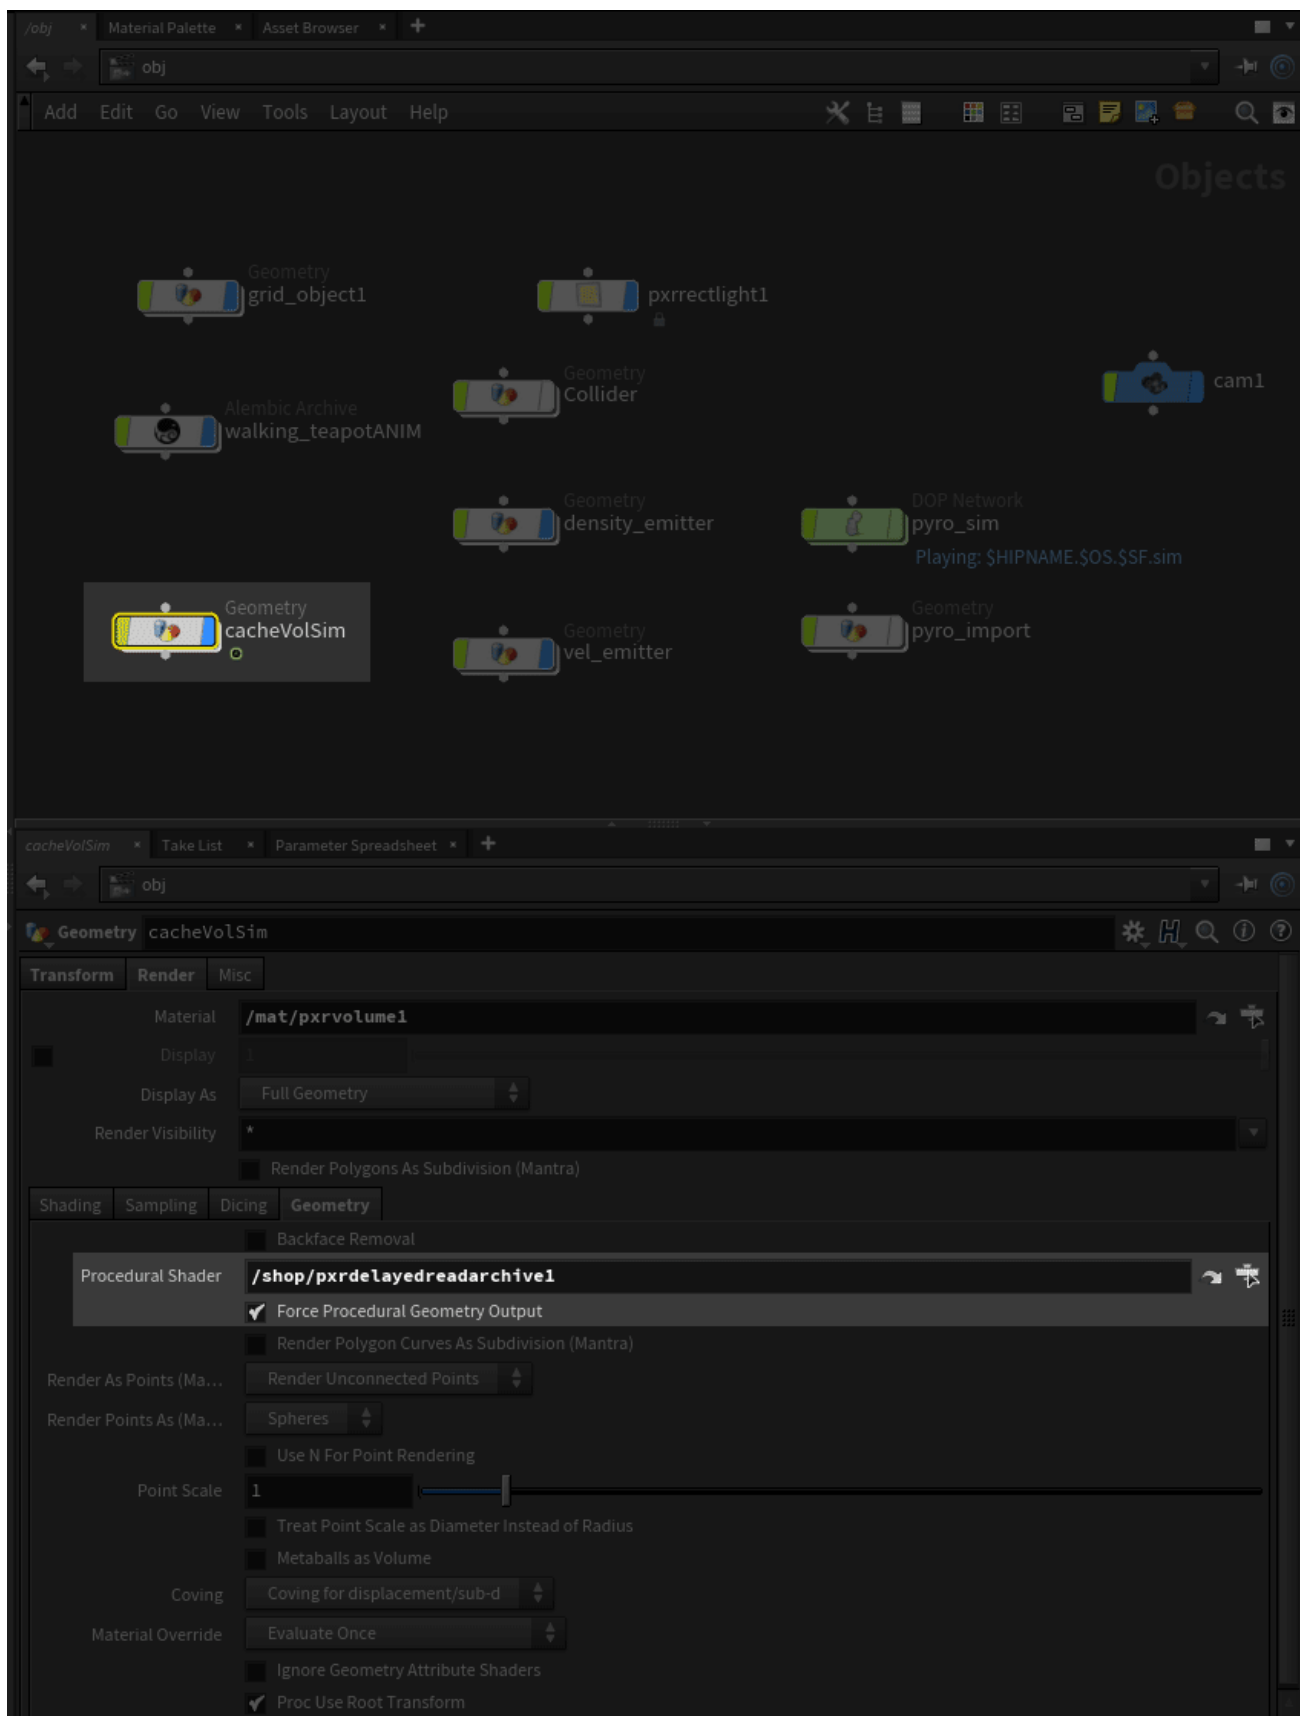 /obj × Material Palette × Asset Browser × +
obj
Add Edit Go View Tools Layout Help
Objects
Geometry
grid_object1
pxrrectlight1
Geometry
Collider
cam1
Alembic Archive
walking_teapotANIM
Geometry
density_emitter
DOP Network
pyro_sim
Playing: $HIPNAME.$OS.$SF.sim
Geometry
cacheVolSim
Geometry
vel_emitter
Geometry
pyro_import
cacheVolSim × Take List × Parameter Spreadsheet × +
obj
Geometry cacheVolSim
Transform Render Misc
Material /mat/pxrvolume1
Display 1
Display As Full Geometry
Render Visibility *
Render Polygons As Subdivision (Mantra)
Shading Sampling Dicing Geometry
Backface Removal
Procedural Shader /shop/pxrdelayedreadarchive1
Force Procedural Geometry Output
Render Polygon Curves As Subdivision (Mantra)
Render As Points (Ma... Render Unconnected Points
Render Points As (Ma... Spheres
Use N For Point Rendering
Point Scale 1
Treat Point Scale as Diameter Instead of Radius
Metaballs as Volume
Coving Coving for displacement/sub-d
Material Override Evaluate Once
Ignore Geometry Attribute Shaders
Proc Use Root Transform